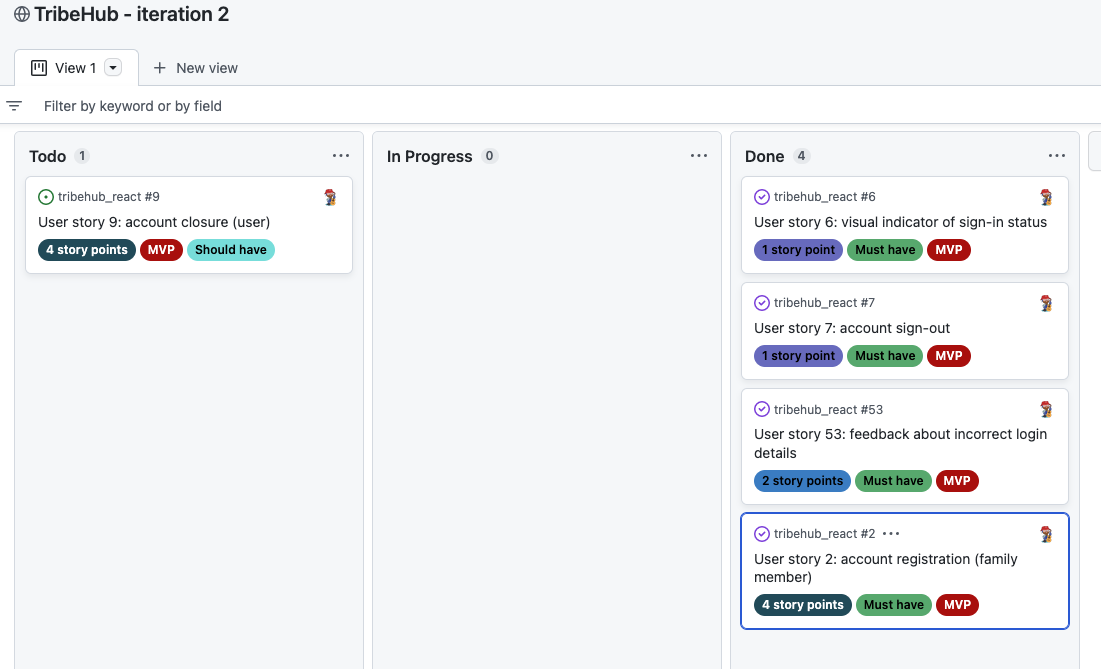 TribeHub - iteration 2
View 1
New view
Filter by keyword or by field
Todo 1
tribehub_react #9
User story 9: account closure (user)
4 story points MVP Should have
In Progress 0
Done 4
tribehub_react #6
User story 6: visual indicator of sign-in status
1 story point Must have MVP
tribehub_react #7
User story 7: account sign-out
1 story point Must have MVP
tribehub_react #53
User story 53: feedback about incorrect login
details
2 story points Must have MVP
tribehub_react #2
User story 2: account registration (family
member)
4 story points Must have MVP